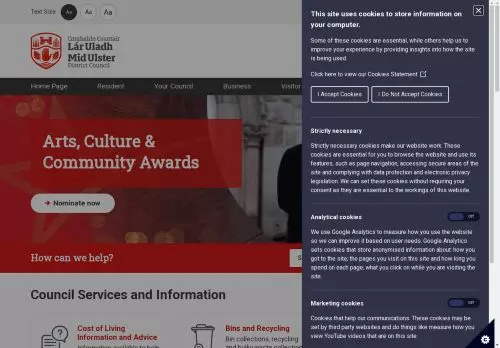 Text Size:
Aa
Aa
Aa
Comhairle Ceantair
Lár Uladh
Mid Ulster
District Council
Home Page
Resident
Your Council
Business
Visitor
Arts, Culture &
Community Awards
Nominate now
How can we help?
S
Council Services and Information
Cost of Living
Information and Advice
Information available to help
Bins and Recycling
Bin collections, recycling
and bulky waste collection
This site uses cookies to store information on
your computer.
Some of these cookies are essential, while others help us to
improve your experience by providing insights into how the site
is being used.
Click here to view our Cookies Statement
I Accept Cookies
I Do Not Accept Cookies
Strictly necessary
Strictly necessary cookies make our website work. These
cookies are essential for you to browse the website and use its
features, such as page navigation, accessing secure areas of the
site and complying with data protection and electronic privacy
legislation. We can set these cookies without requiring your
consent as they are essential to the workings of this website.
Analytical cookies
Off
We use Google Analytics to measure how you use the website
so we can improve it based on user needs. Google Analytics
sets cookies that store anonymised information about: how you
got to the site; the pages you visit on this site and how long you
spend on each page; what you click on while you are visiting the
site.
Marketing cookies
Off
Cookies that help our communications. These cookies may be
set by third party websites and do things like measure how you
view YouTube videos that are on this site.